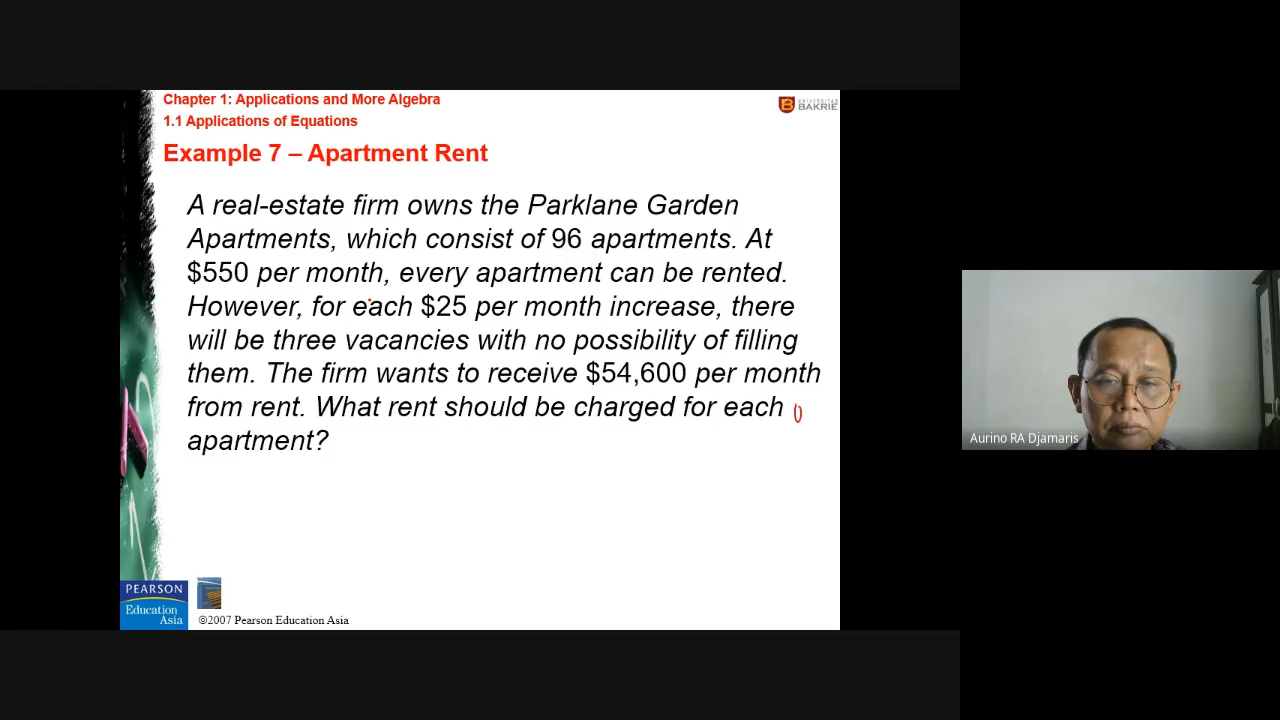 Chapter 1: Applications and More Algebra
1.1 Applications of Equations
UNIVERSITAS
BAKRIE
Example 7 – Apartment Rent
A real-estate firm owns the Parklane Garden
Apartments, which consist of 96 apartments. At
$550 per month, every apartment can be rented.
However, for each $25 per month increase, there
will be three vacancies with no possibility of filling
them. The firm wants to receive $54,600 per month
from rent. What rent should be charged for each
apartment?
Aurino RA Djamaris
PEARSON
Education
Asia
©2007 Pearson Education Asia